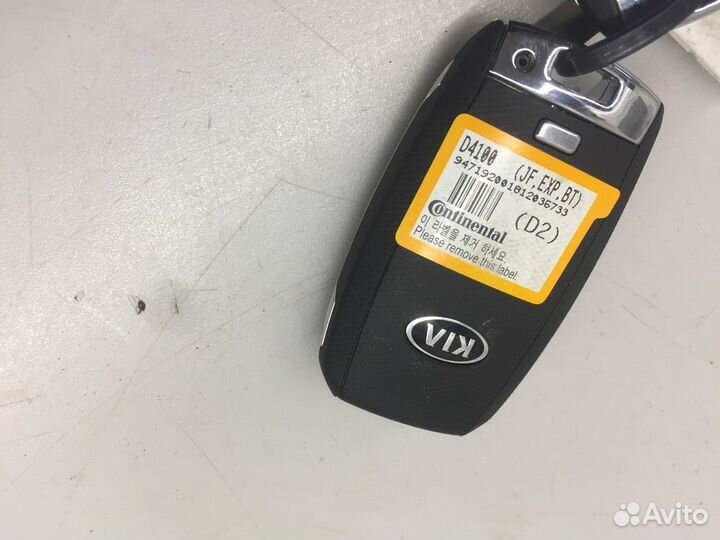 D4100 (JF,EXP,BT)
947192001812036733
Continental (D2)
이 라벨을 제거 하세요.
Please remove this label.
KIA
Avito